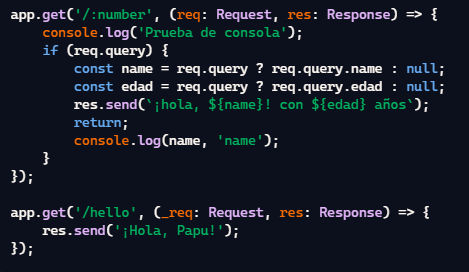 app.get('/:number', (req: Request, res: Response) => {
    console.log('Prueba de consola');
    if (req.query) {
        const name = req.query ? req.query.name : null;
        const edad = req.query ? req.query.edad : null;
        res.send(`¡hola, ${name}! con ${edad} años`);
        return;
        console.log(name, 'name');
    }
});

app.get('/hello', (_req: Request, res: Response) => {
    res.send('¡Hola, Papu!');
});